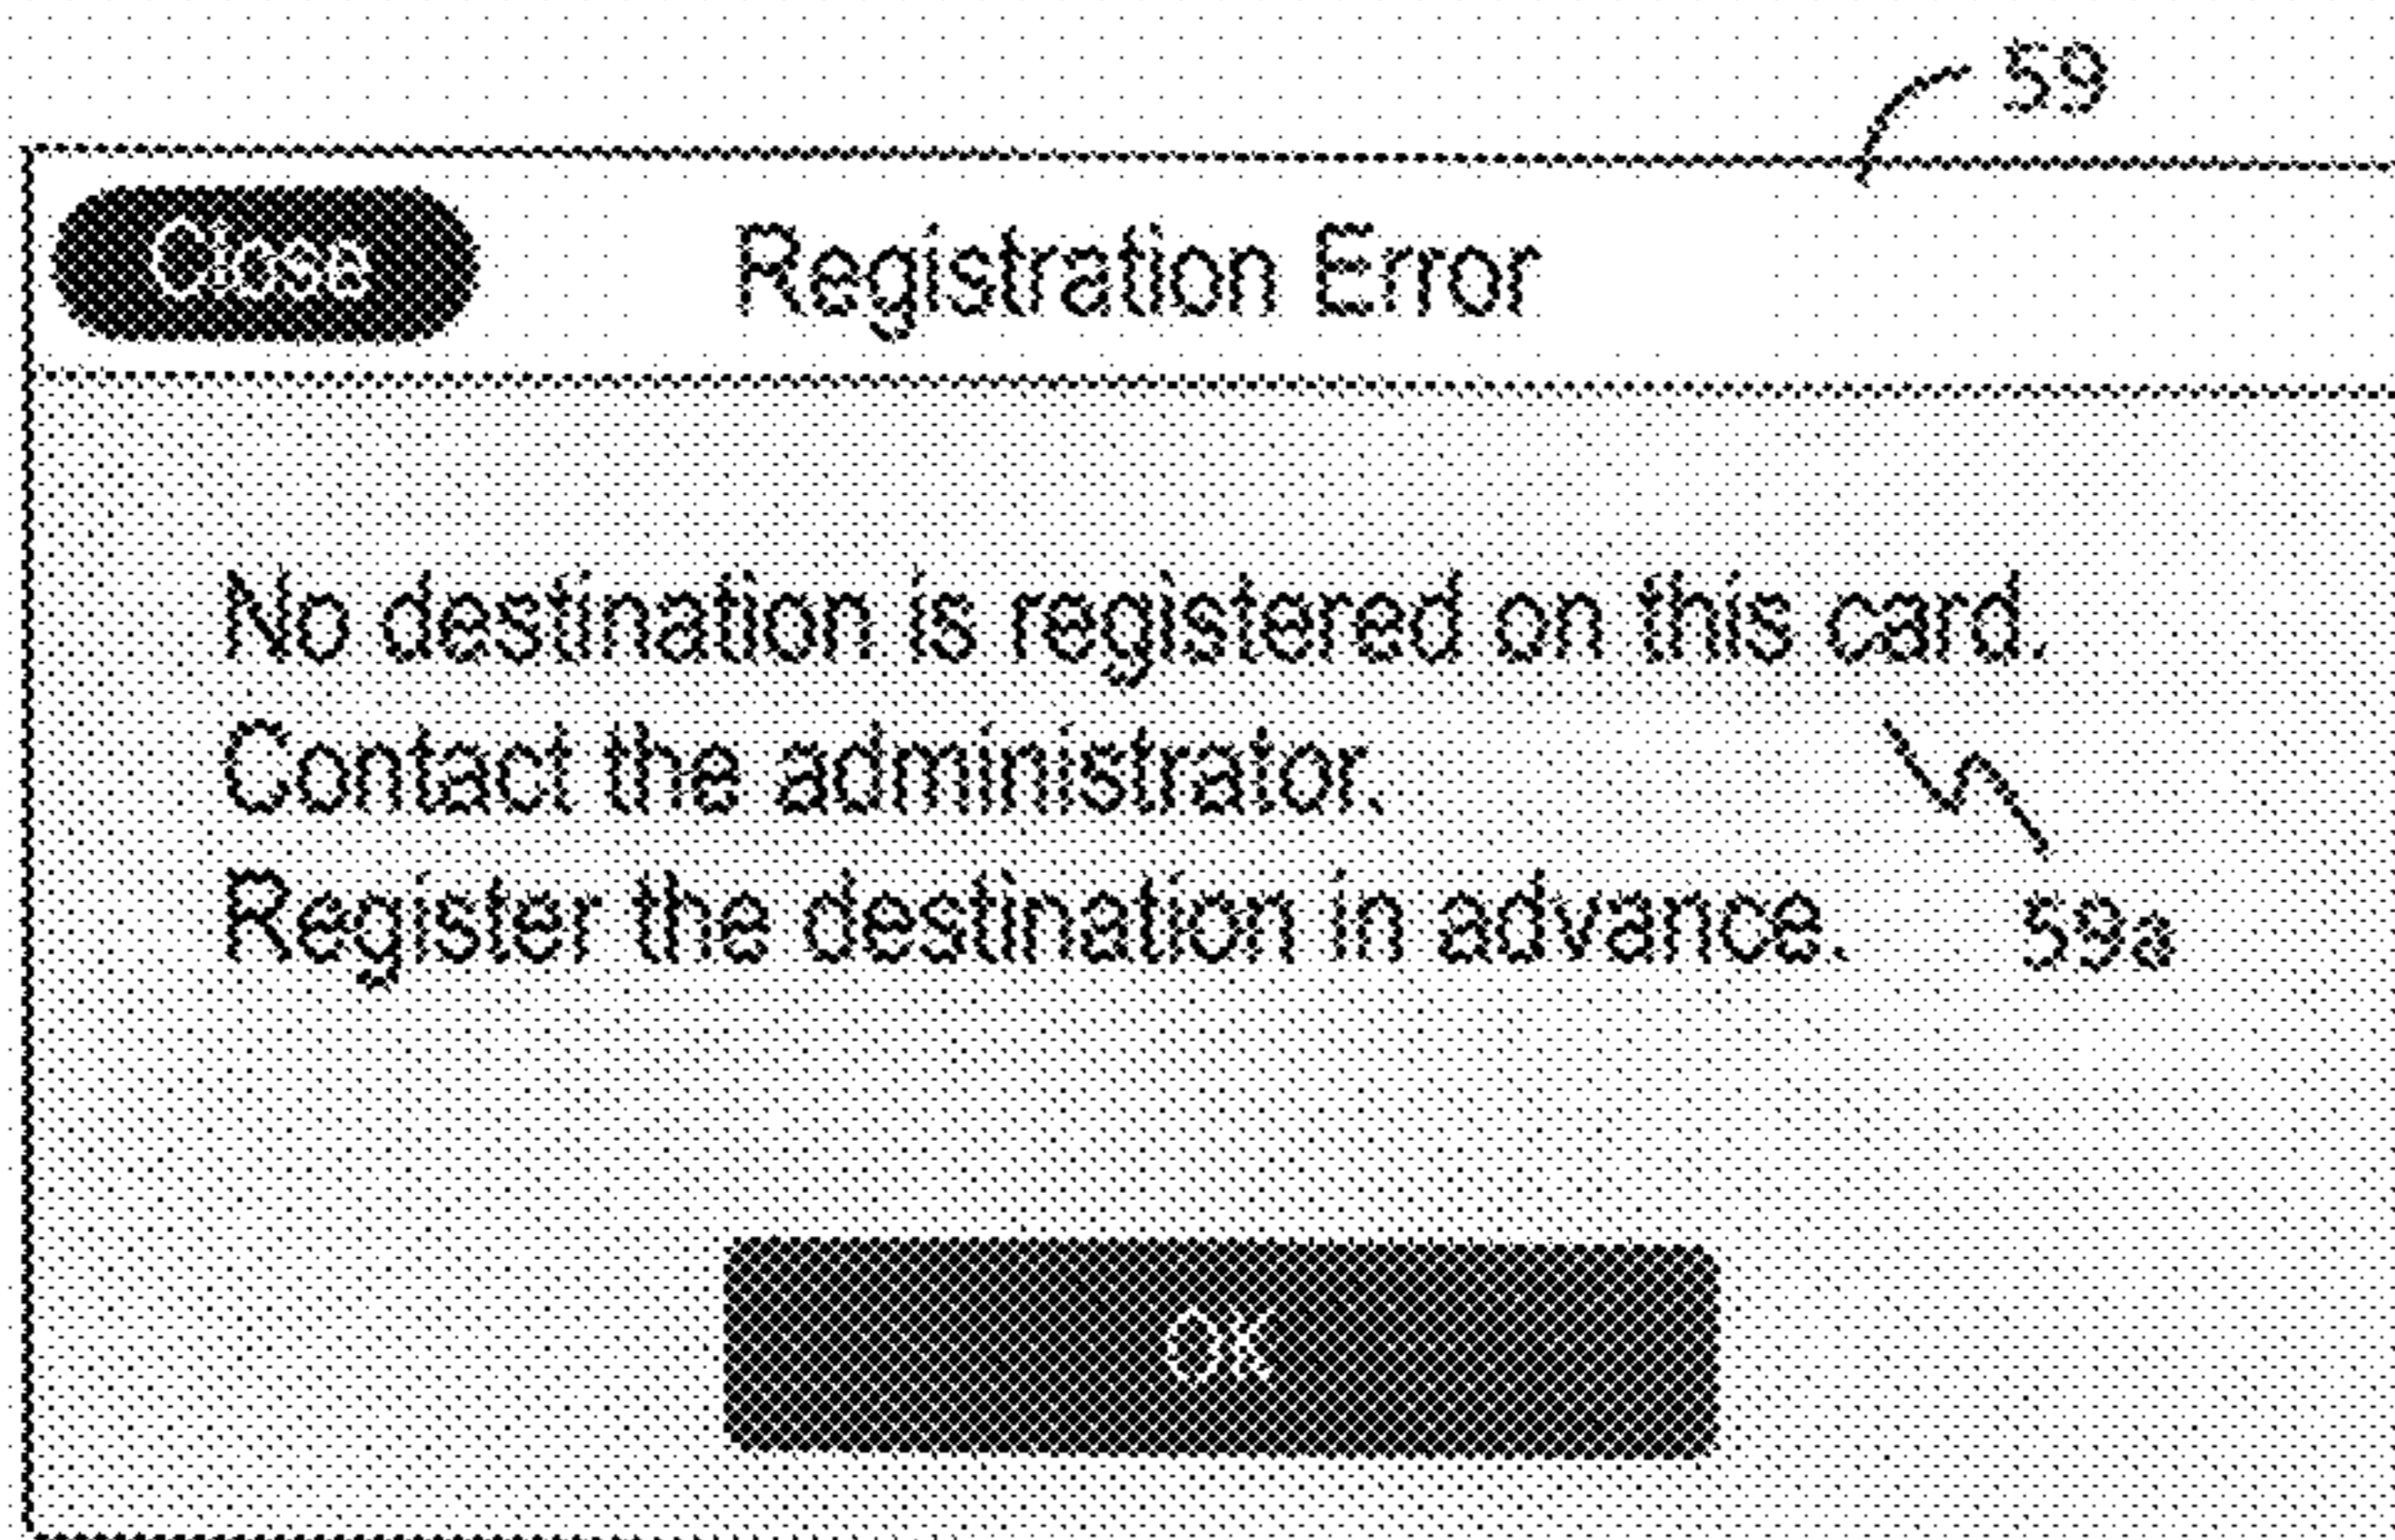 59
Close Registration Error
No destination is registered on this card.
Contact the administrator.
Register the destination in advance. 59a
OK